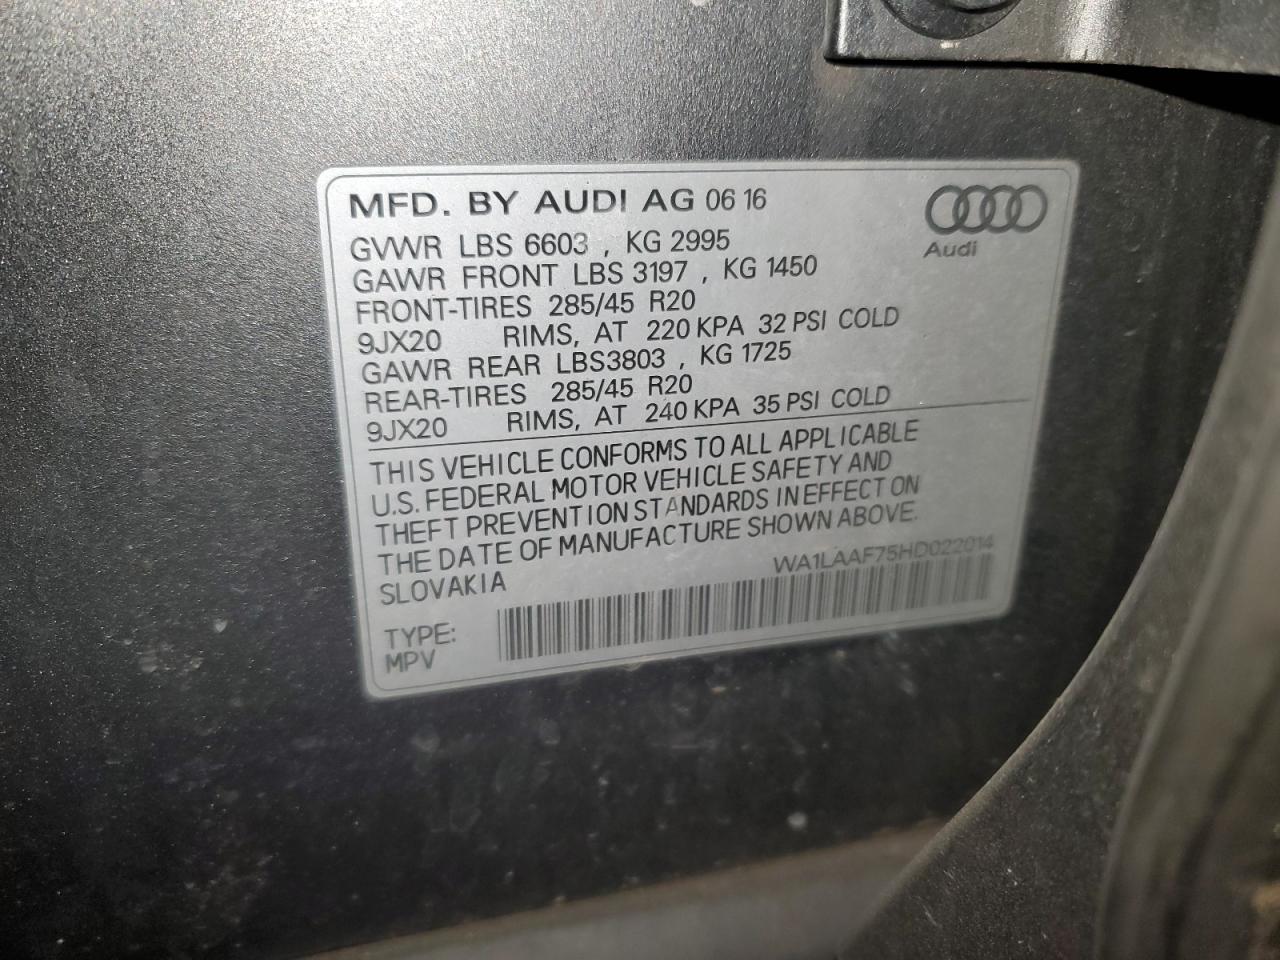 MFD. BY AUDI AG 06 16
Audi
GVWR LBS 6603 , KG 2995
GAWR FRONT LBS 3197 , KG 1450
FRONT-TIRES 285/45 R20
9JX20 RIMS, AT 220 KPA 32 PSI COLD
GAWR REAR LBS3803 , KG 1725
REAR-TIRES 285/45 R20
9JX20 RIMS, AT 240 KPA 35 PSI COLD
THIS VEHICLE CONFORMS TO ALL APPLICABLE
U.S. FEDERAL MOTOR VEHICLE SAFETY AND
THEFT PREVENTION STANDARDS IN EFFECT ON
THE DATE OF MANUFACTURE SHOWN ABOVE.
SLOVAKIA
WA1LAAF75HD022014
TYPE:
MPV